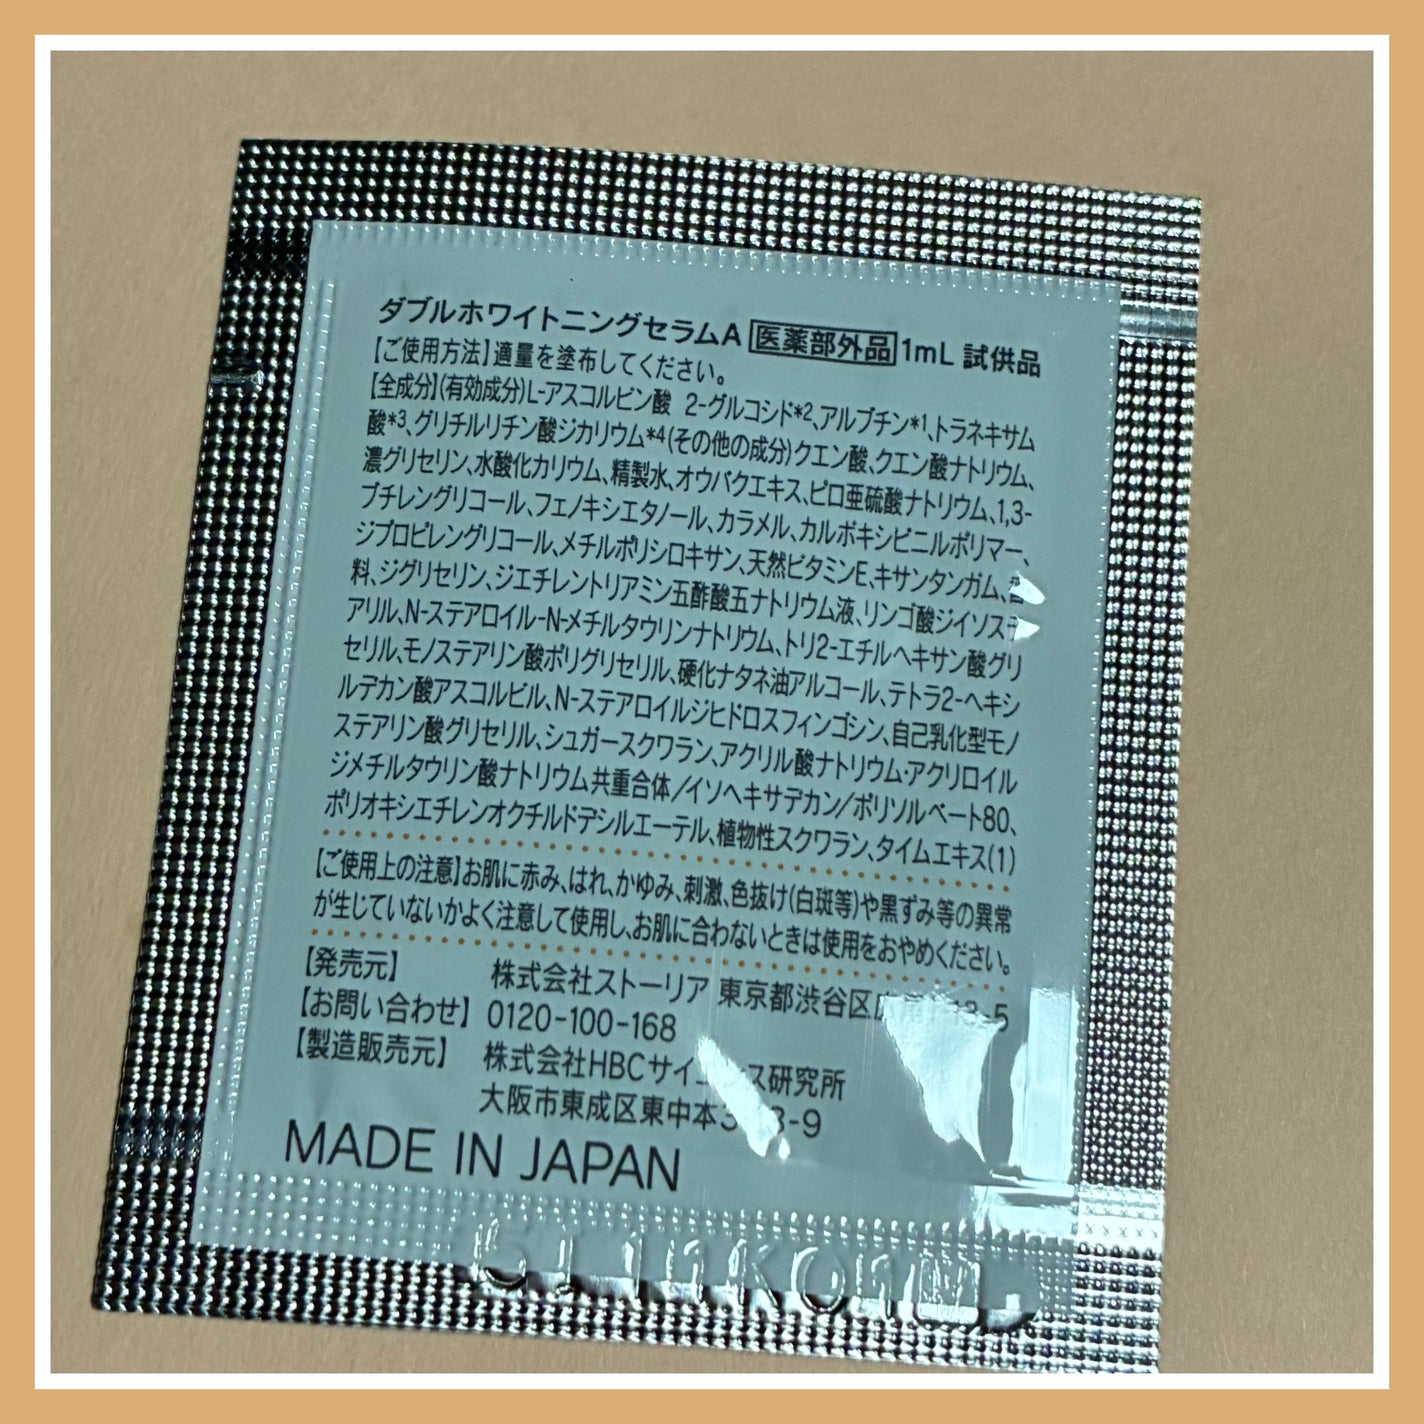 ダブルホワイトニングセラムA 医薬部外品 1mL 試供品
【ご使用方法】適量を塗布してください。
【全成分】(有効成分)L-アスコルビン酸 2-グルコシド*2、アルブチン*1、トラネキサム
酸*3、グリチルリチン酸ジカリウム*4(その他の成分)クエン酸、クエン酸ナトリウム、
濃グリセリン、水酸化カリウム、精製水、オウバクエキス、ピロ亜硫酸ナトリウム、1,3-
ブチレングリコール、フェノキシエタノール、カラメル、カルボキシビニルポリマー、
ジプロピレングリコール、メチルポリシロキサン、天然ビタミンE、キサンタンガム、
料、ジグリセリン、ジエチレントリアミン五酢酸五ナトリウム液、リンゴ酸ジイソステ
アリル、N-ステアロイル-N-メチルタウリンナトリウム、トリ2-エチルヘキサン酸グリ
セリル、モノステアリン酸ポリグリセリル、硬化ナタネ油アルコール、テトラ2-ヘキシ
ルデカン酸アスコルビル、N-ステアロイルジヒドロスフィンゴシン、自己乳化型モノ
ステアリン酸グリセリル、シュガースクワラン、アクリル酸ナトリウム・アクリロイル
ジメチルタウリン酸ナトリウム共重合体/イソヘキサデカン/ポリソルベート80、
ポリオキシエチレンオクチルドデシルエーテル、植物性スクワラン、タイムエキス(1)
【ご使用上の注意】お肌に赤み、はれ、かゆみ、刺激、色抜け(白斑等)や黒ずみ等の異常
が生じていないかよく注意して使用し、お肌に合わないときは使用をおやめください。
【発売元】 株式会社ストーリア 東京都渋谷区
【お問い合わせ】 0120-100-168
【製造販売元】 株式会社HBCサイエンス研究所
大阪市東成区東中本
MADE IN JAPAN